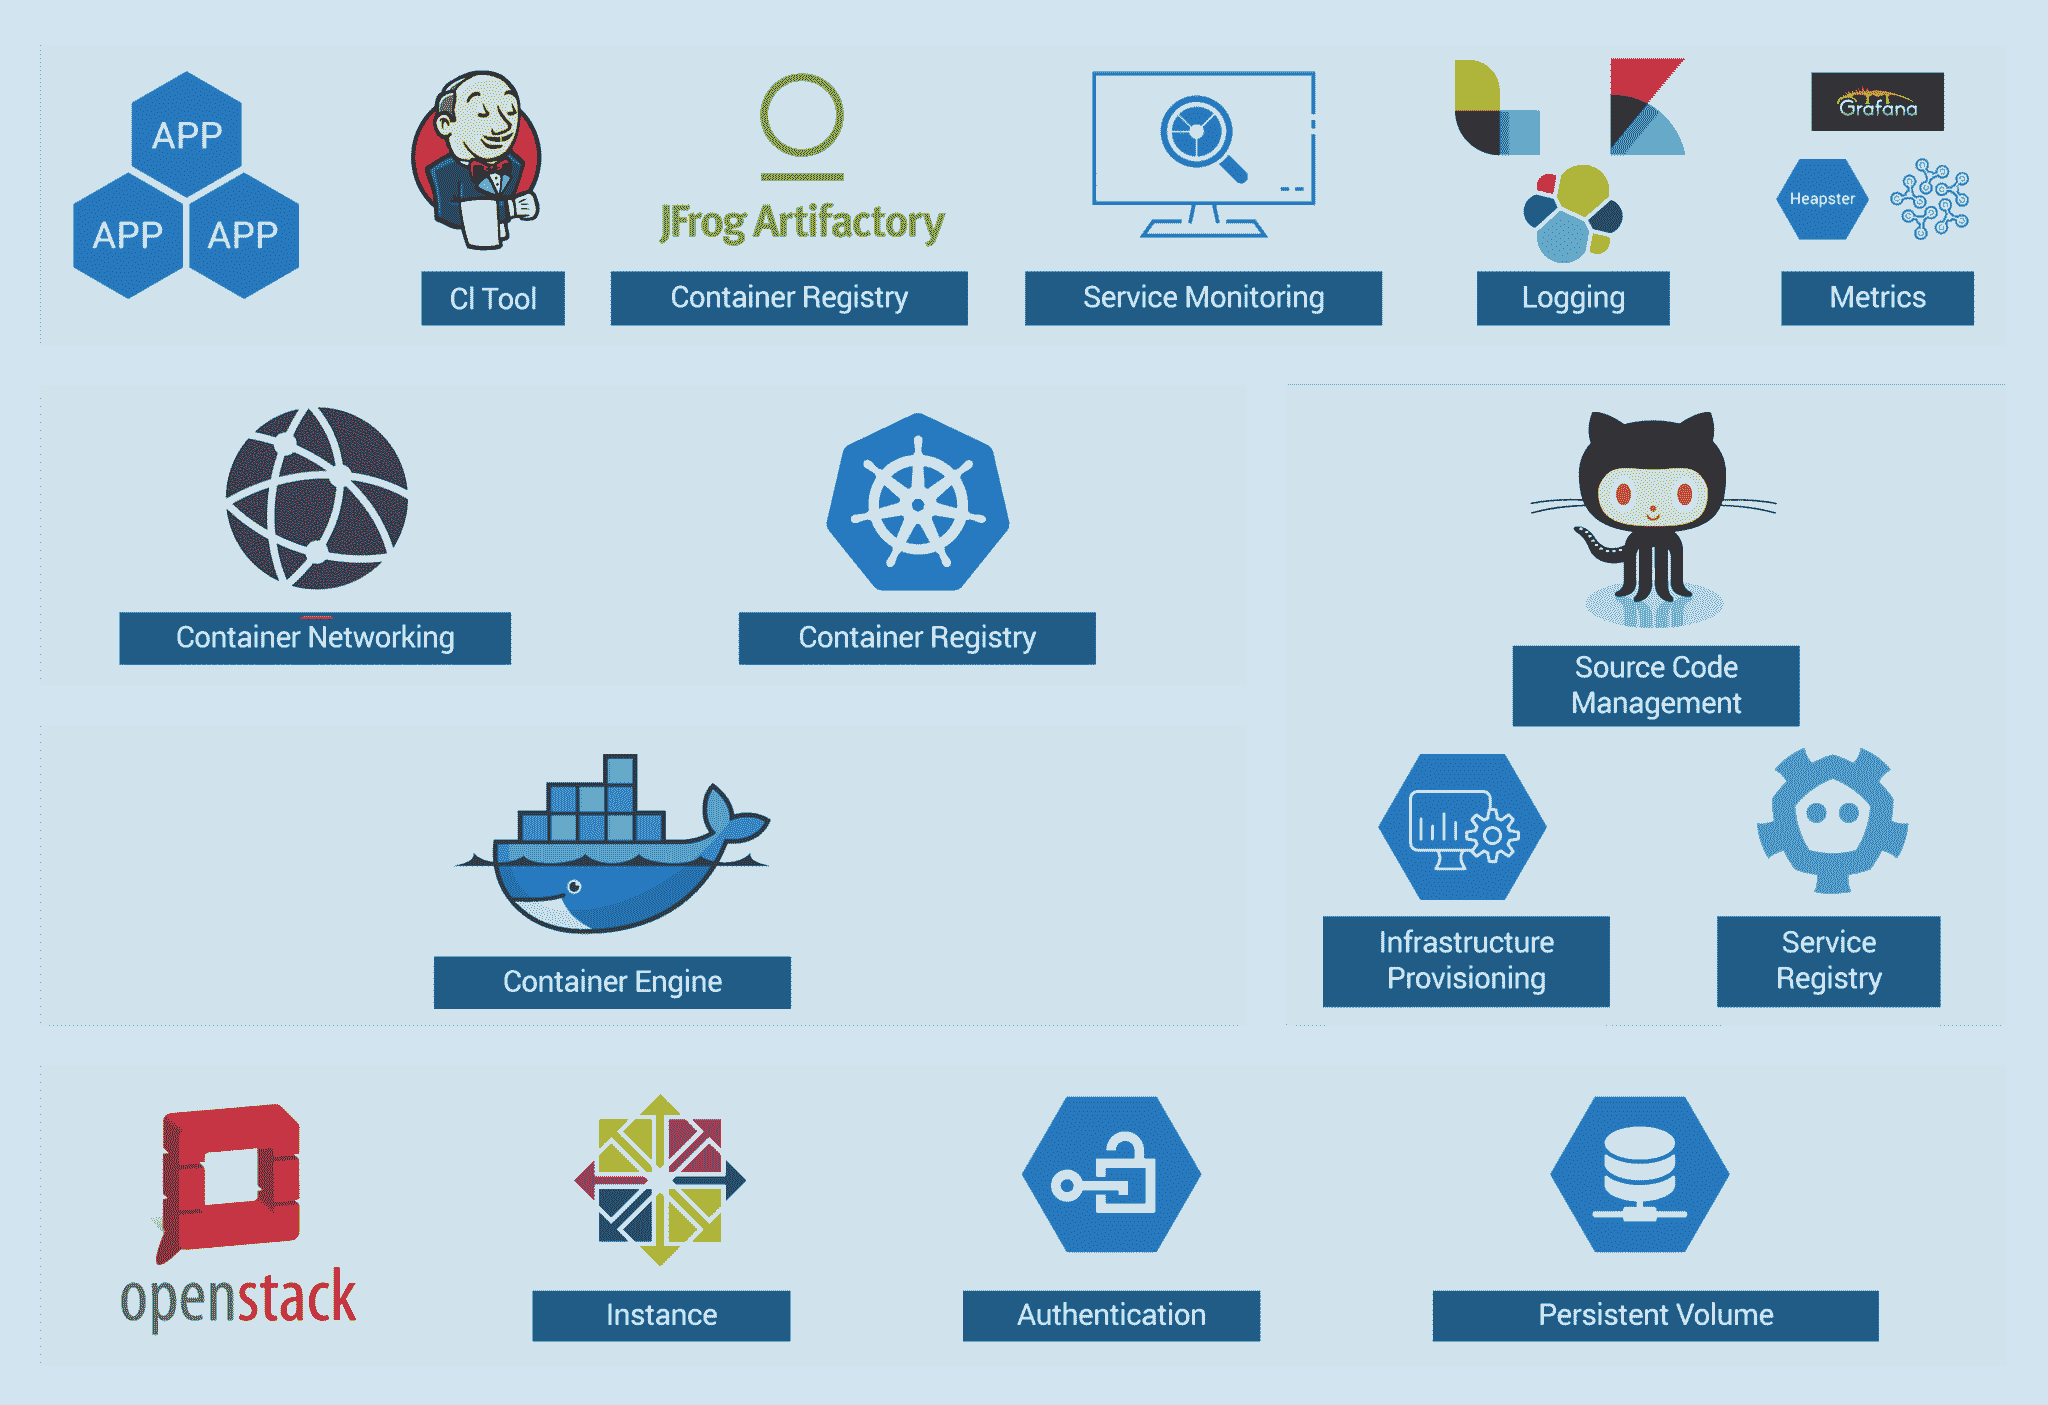 APP
APP
APP
CI Tool
JFrog Artifactory
Container Registry
Service Monitoring
Logging
Grafana
Heapster
Metrics
Container Networking
Container Registry
Source Code
Management
Container Engine
Infrastructure
Provisioning
Service
Registry
openstack
Instance
Authentication
Persistent Volume